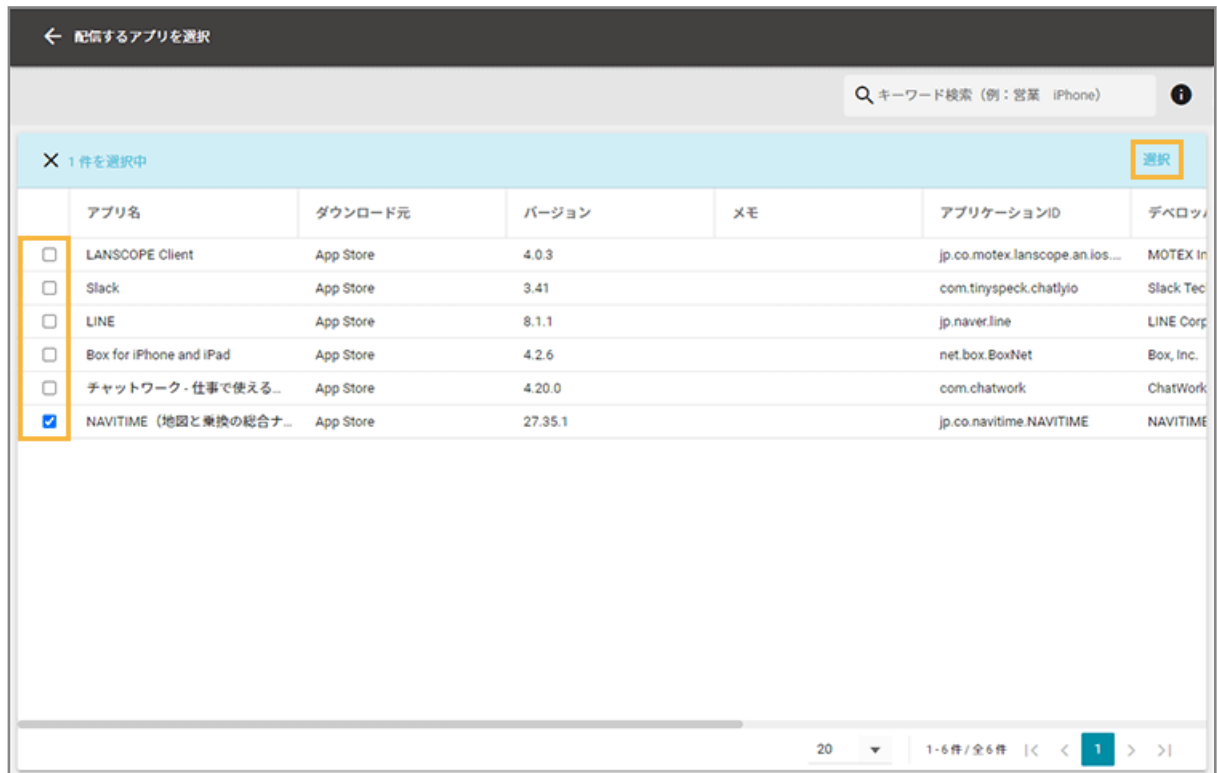 配信するアプリを選択
キーワード検索（例：営業　iPhone）
1 件を選択中
選択
アプリ名 ダウンロード元 バージョン メモ アプリケーションID デベロッパ
LANSCOPE Client App Store 4.0.3 jp.co.motex.lanscope.an.ios.... MOTEX In
Slack App Store 3.41 com.tinyspeck.chatlyio Slack Tec
LINE App Store 8.1.1 jp.naver.line LINE Corp
Box for iPhone and iPad App Store 4.2.6 net.box.BoxNet Box, Inc.
チャットワーク - 仕事で使える... App Store 4.20.0 com.chatwork ChatWork
NAVITIME（地図と乗換の総合ナ... App Store 27.35.1 jp.co.navitime.NAVITIME NAVITIME
20 1-6件/全6件 1